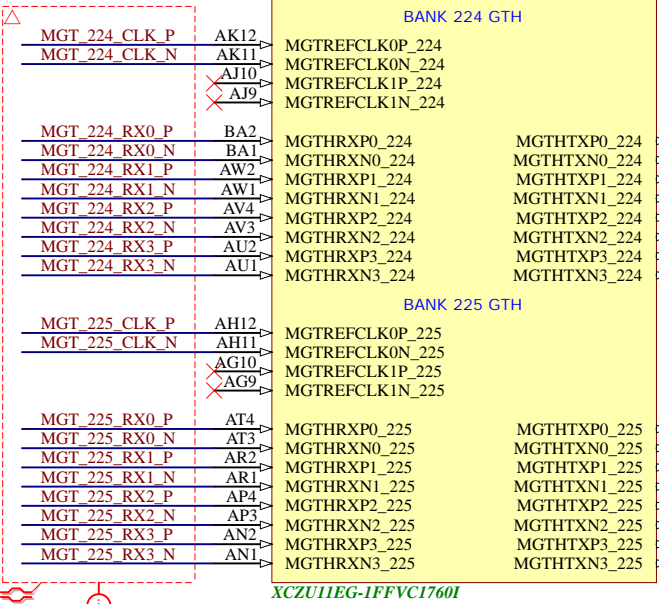 BANK 224 GTH
MGT_224_CLK_P AK12 MGTREFCLK0P_224
MGT_224_CLK_N AK11 MGTREFCLK0N_224
AJ10 MGTREFCLK1P_224
AJ9 MGTREFCLK1N_224
MGT_224_RX0_P BA2 MGTHRXP0_224 MGTHTXP0_224
MGT_224_RX0_N BA1 MGTHRXN0_224 MGTHTXN0_224
MGT_224_RX1_P AW2 MGTHRXP1_224 MGTHTXP1_224
MGT_224_RX1_N AW1 MGTHRXN1_224 MGTHTXN1_224
MGT_224_RX2_P AV4 MGTHRXP2_224 MGTHTXP2_224
MGT_224_RX2_N AV3 MGTHRXN2_224 MGTHTXN2_224
MGT_224_RX3_P AU2 MGTHRXP3_224 MGTHTXP3_224
MGT_224_RX3_N AU1 MGTHRXN3_224 MGTHTXN3_224
BANK 225 GTH
MGT_225_CLK_P AH12 MGTREFCLK0P_225
MGT_225_CLK_N AH11 MGTREFCLK0N_225
AG10 MGTREFCLK1P_225
AG9 MGTREFCLK1N_225
MGT_225_RX0_P AT4 MGTHRXP0_225 MGTHTXP0_225
MGT_225_RX0_N AT3 MGTHRXN0_225 MGTHTXN0_225
MGT_225_RX1_P AR2 MGTHRXP1_225 MGTHTXP1_225
MGT_225_RX1_N AR1 MGTHRXN1_225 MGTHTXN1_225
MGT_225_RX2_P AP4 MGTHRXP2_225 MGTHTXP2_225
MGT_225_RX2_N AP3 MGTHRXN2_225 MGTHTXN2_225
MGT_225_RX3_P AN2 MGTHRXP3_225 MGTHTXP3_225
MGT_225_RX3_N AN1 MGTHRXN3_225 MGTHTXN3_225
XCZU11EG-1FFVC1760I